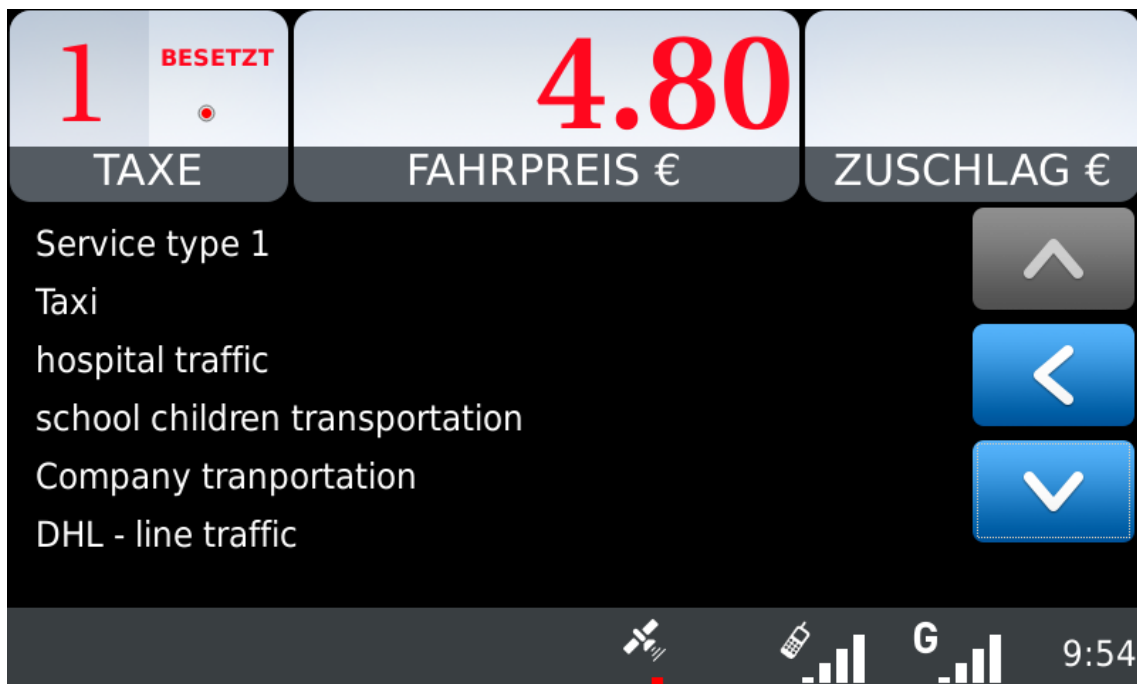 1 BESETZT 4.80
TAXE FAHRPREIS € ZUSCHLAG €
Service type 1
Taxi
hospital traffic
school children transportation
Company tranportation
DHL - line traffic
G 9:54